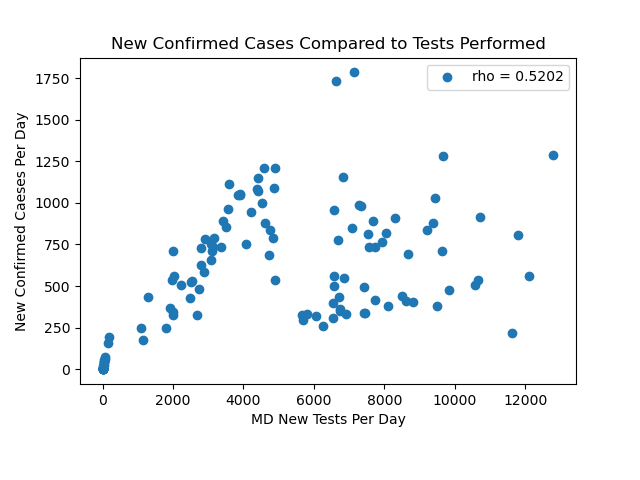 New Confirmed Cases Compared to Tests Performed
rho = 0.5202
1750
1500
1250
1000
750
500
250
0
New Confirmed Caeses Per Day
0 2000 4000 6000 8000 10000 12000
MD New Tests Per Day